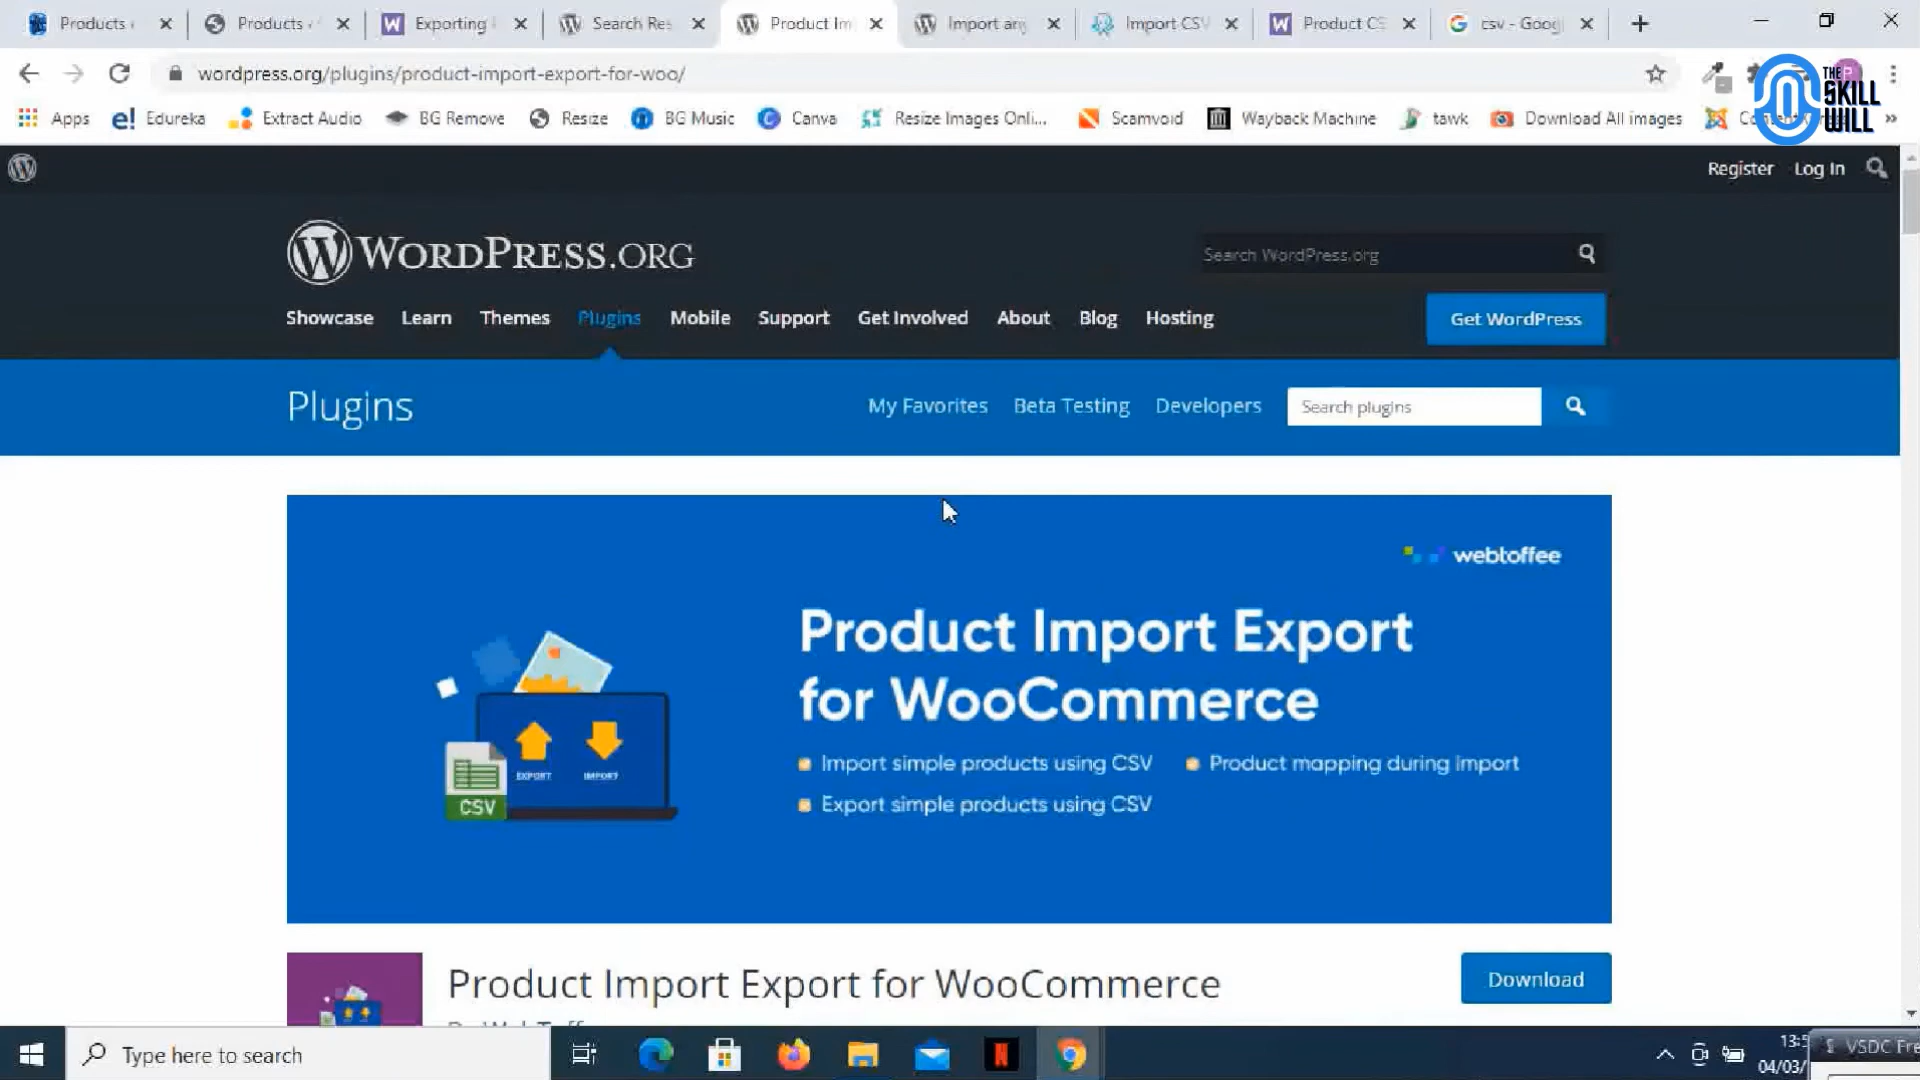 Products
Products
Exporting
Search Res
Product Im
Import any
Import CSV
Product CS
csv - Goog
wordpress.org/plugins/product-import-export-for-woo/
Apps
Edureka
Extract Audio
BG Remove
Resize
BG Music
Canva
Resize Images Onli...
Scamvoid
Wayback Machine
tawk
Download All images
»
THE
SKILL
WILL
Register
Log In
WORDPRESS.ORG
Search WordPress.org
Showcase
Learn
Themes
Plugins
Mobile
Support
Get Involved
About
Blog
Hosting
Get WordPress
Plugins
My Favorites
Beta Testing
Developers
Search plugins
webtoffee
Product Import Export
for WooCommerce
Import simple products using CSV
Product mapping during import
Export simple products using CSV
EXPORT
IMPORT
CSV
Product Import Export for WooCommerce
Download
Type here to search
13:5
04/03/
VSDC Fre